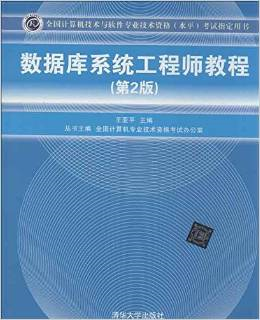 全国计算机技术与软件专业技术资格（水平）考试指定用书
数据库系统工程师教程
(第2版)
王亚平 主编
丛书主编 全国计算机专业技术资格考试办公室
清华大学出版社